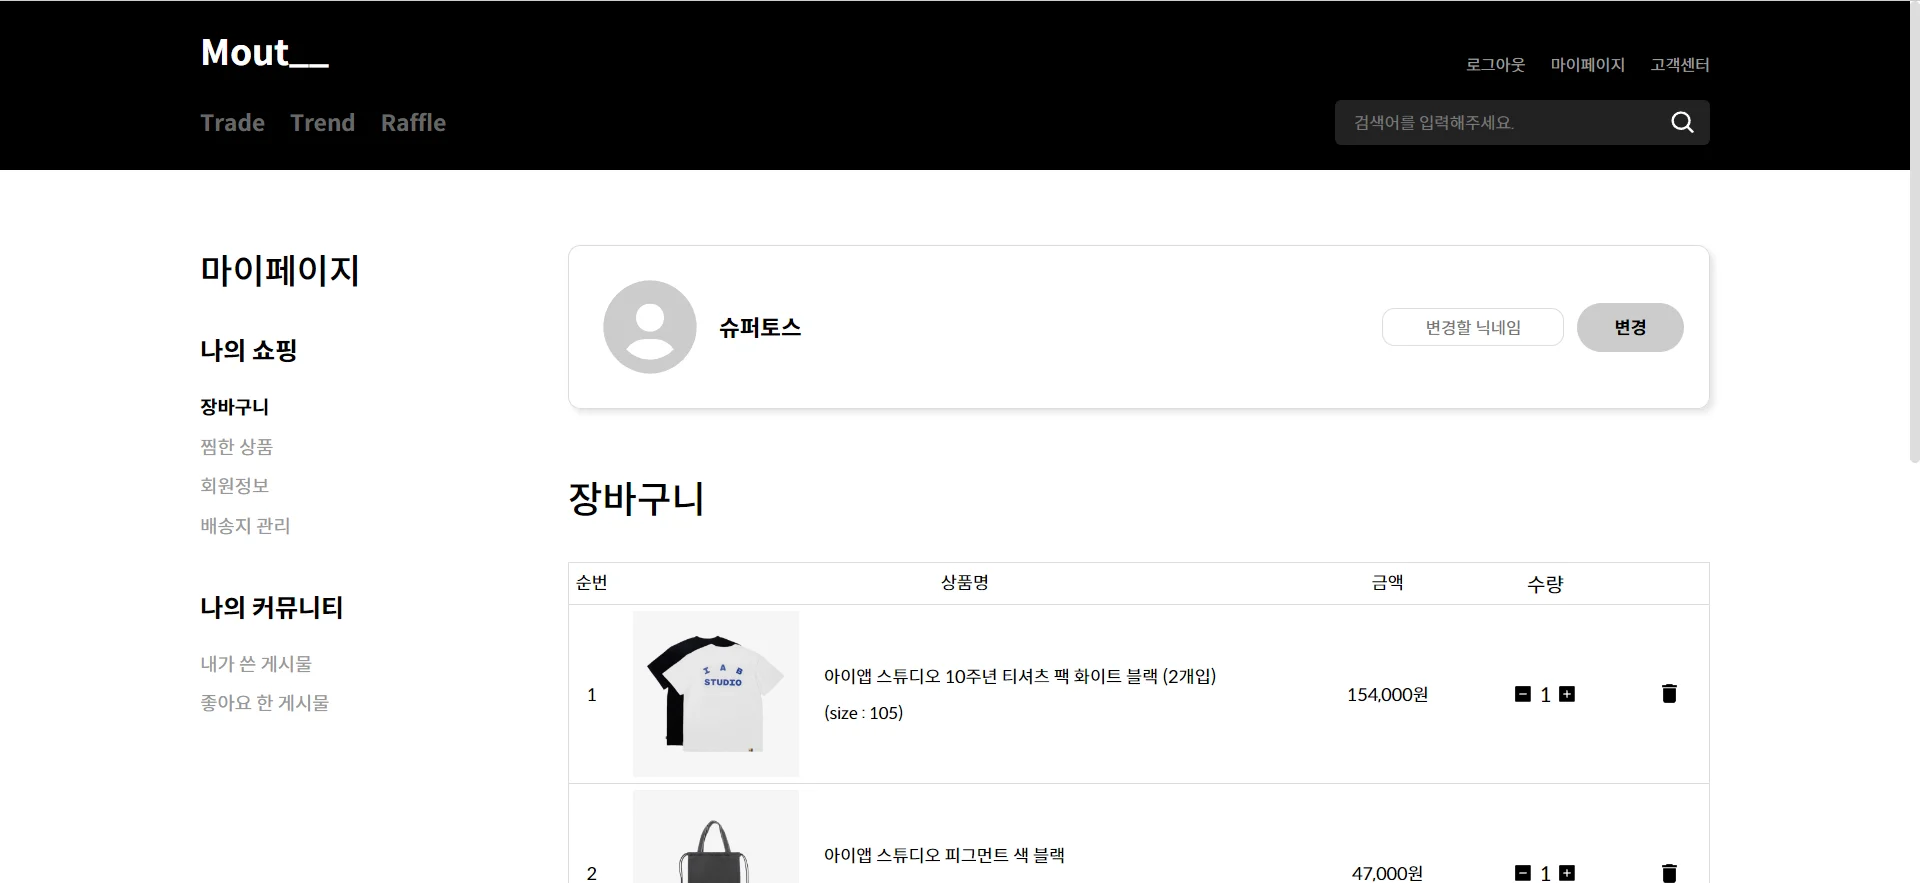 Mout__
로그아웃 마이페이지 고객센터
Trade Trend Raffle
검색어를 입력해주세요.
마이페이지
나의 쇼핑
장바구니
찜한 상품
회원정보
배송지 관리
나의 커뮤니티
내가 쓴 게시물
좋아요 한 게시물
슈퍼토스
변경할 닉네임
변경
장바구니
순번 상품명 금액 수량
I A B
STUDIO
1 아이앱 스튜디오 10주년 티셔츠 팩 화이트 블랙 (2개입)
(size : 105)
154,000원 1
2 아이앱 스튜디오 피그먼트 색 블랙
47,000원 1